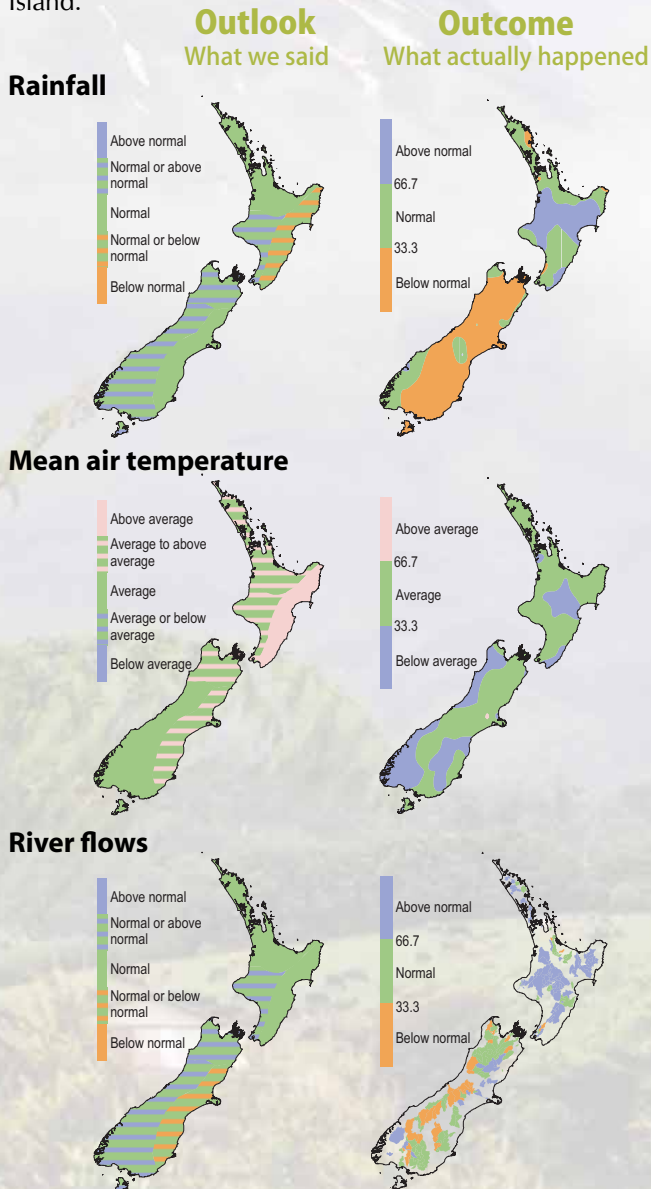 island.
Outlook
What we said
Outcome
What actually happened
Rainfall
Above normal
Normal or above
normal
Normal
Normal or below
normal
Below normal
Above normal
66.7
Normal
33.3
Below normal
Mean air temperature
Above average
Average to above
average
Average
Average or below
average
Below average
Above average
66.7
Average
33.3
Below average
River flows
Above normal
Normal or above
normal
Normal
Normal or below
normal
Below normal
Above normal
66.7
Normal
33.3
Below normal